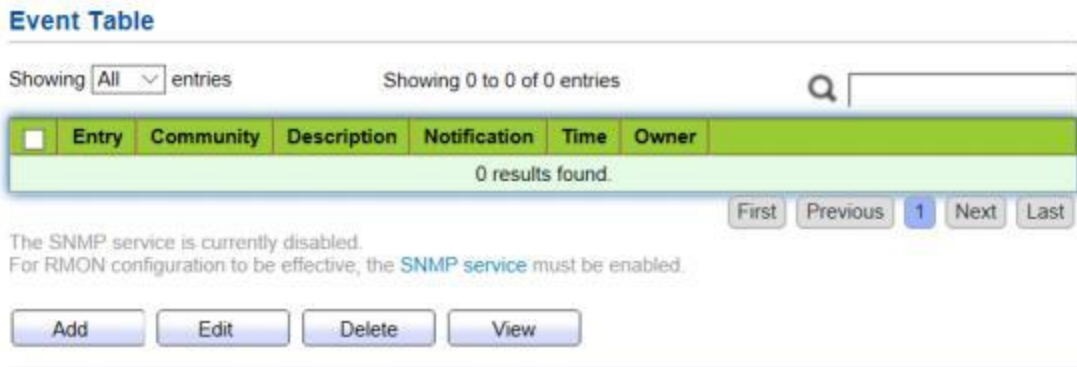 Event Table
Showing All entries Showing 0 to 0 of 0 entries
Entry Community Description Notification Time Owner
0 results found.
First Previous 1 Next Last
The SNMP service is currently disabled.
For RMON configuration to be effective, the SNMP service must be enabled.
Add Edit Delete View